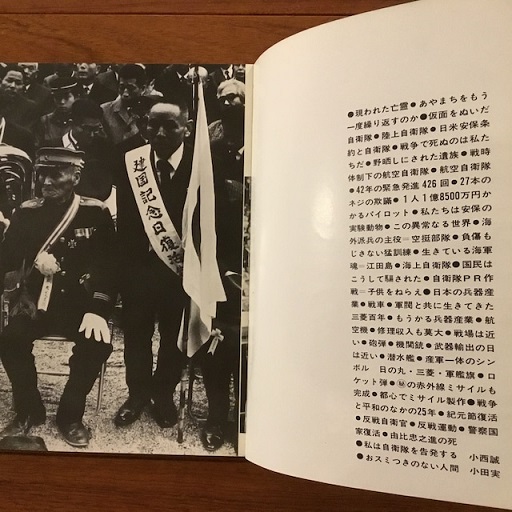 建国記念日復活
●現われた亡霊●あやまちをもう
一度繰り返すのか●仮面をぬいだ
自衛隊●陸上自衛隊●日米安保条
約と自衛隊●戦争で死ぬのは私た
ちだ●野晒しにされた遺族●戦時
体制下の航空自衛隊●航空自衛隊
●42年の緊急発進426回●27本の
ネジの欺瞞●1人1億8500万円か
かるパイロット●私たちは安保の
実験動物●この異常なる世界●海
外派兵の主役＝空挺部隊●負傷も
じさない猛訓練●生きている海軍
魂＝江田島●海上自衛隊●国民は
こうして騙された●自衛隊PR作
戦＝子供をねらえ●日本の兵器産
業●戦車●軍閥と共に生きてきた
三菱百年●もうかる兵器産業●航
空機●修理収入も莫大●戦場は近
い●砲弾●機関銃●武器輸出の日
は近い●潜水艦●産軍一体のシン
ボル 日の丸・三菱・軍艦旗●ロ
ケット弾●㊙の赤外線ミサイルも
完成●都心でミサイル製作●戦争
と平和のなかの25年●紀元節復活
●反戦自衛官●反戦運動●警察国
家復活●由比忠之進の死
●私は自衛隊を告発する 小西誠
●おスミつきのない人間 小田実